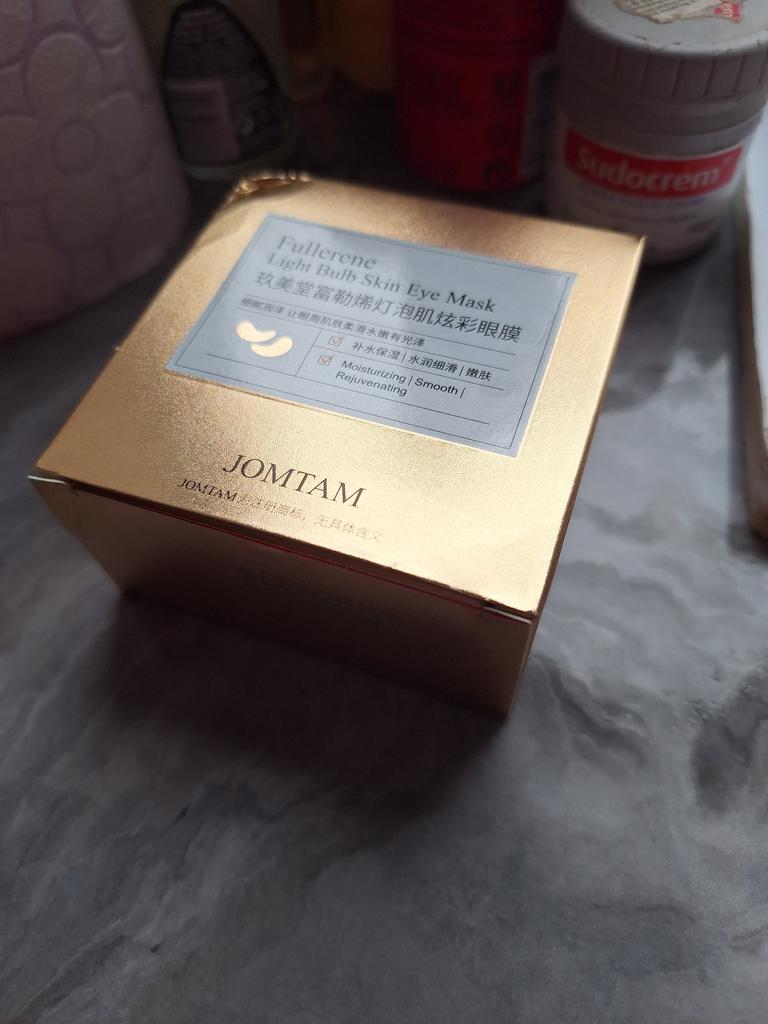 Sudocrem
Fullerene
Light Bulb Skin Eye Mask
玖美堂富勒烯灯泡肌炫彩眼膜
细腻润泽 让眼周肌肤柔滑水嫩有光泽
补水保湿 | 水润细滑 | 嫩肤
Moisturizing | Smooth |
Rejuvenating
JOMTAM
JOMTAM为注册商标，无具体含义